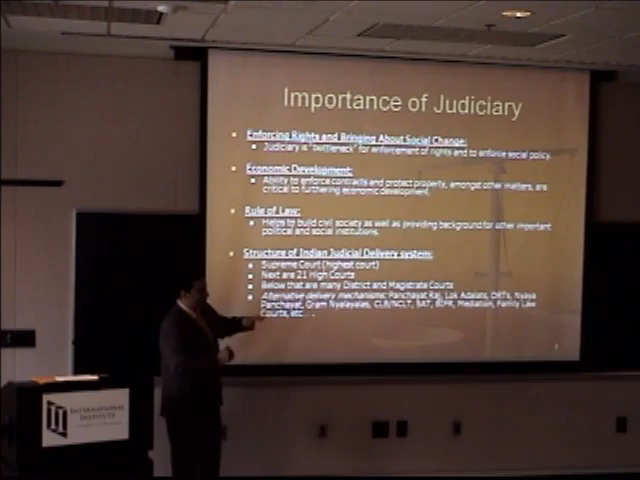 Importance of Judiciary
Enforcing Rights and Bringing About Social Change:
Judiciary is "bottleneck" for enforcement of rights and to enforce social policy.
Economic Development:
Ability to enforce contracts and protect property, amongst other matters, are
critical to furthering economic development.
Rule of Law:
Helps to build civil society as well as providing background for other important
political and social institutions.
Structure of Indian Judicial Delivery system:
Supreme Court (highest court)
Next are 21 High Courts
Below that are many District and Magistrate Courts
Alternative delivery mechanisms: Panchayat Raj, Lok Adalats, DRTs, Nyaya
Panchayat, Gram Nyalayalas, CLB/NCLT, SAT, BIFR, Mediation, Family Law
Courts, etc.
International
Institute